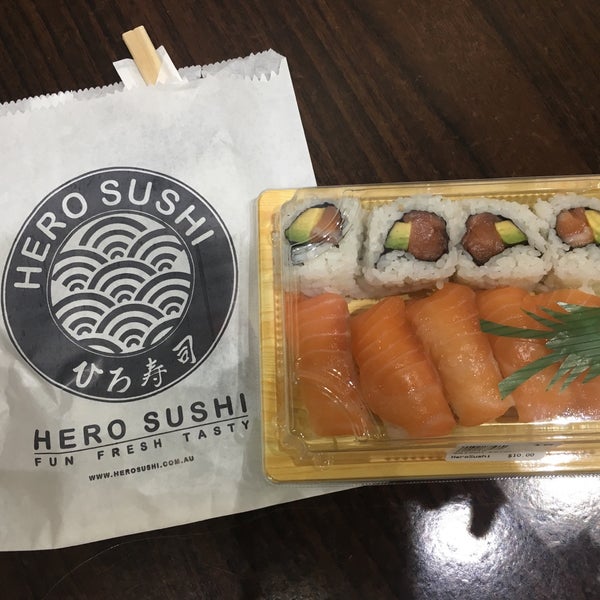 HERO SUSHI
ひろ寿司
HERO SUSHI
FUN FRESH TASTY
WWW.HEROSUSHI.COM.AU
HeroSushi $10.00